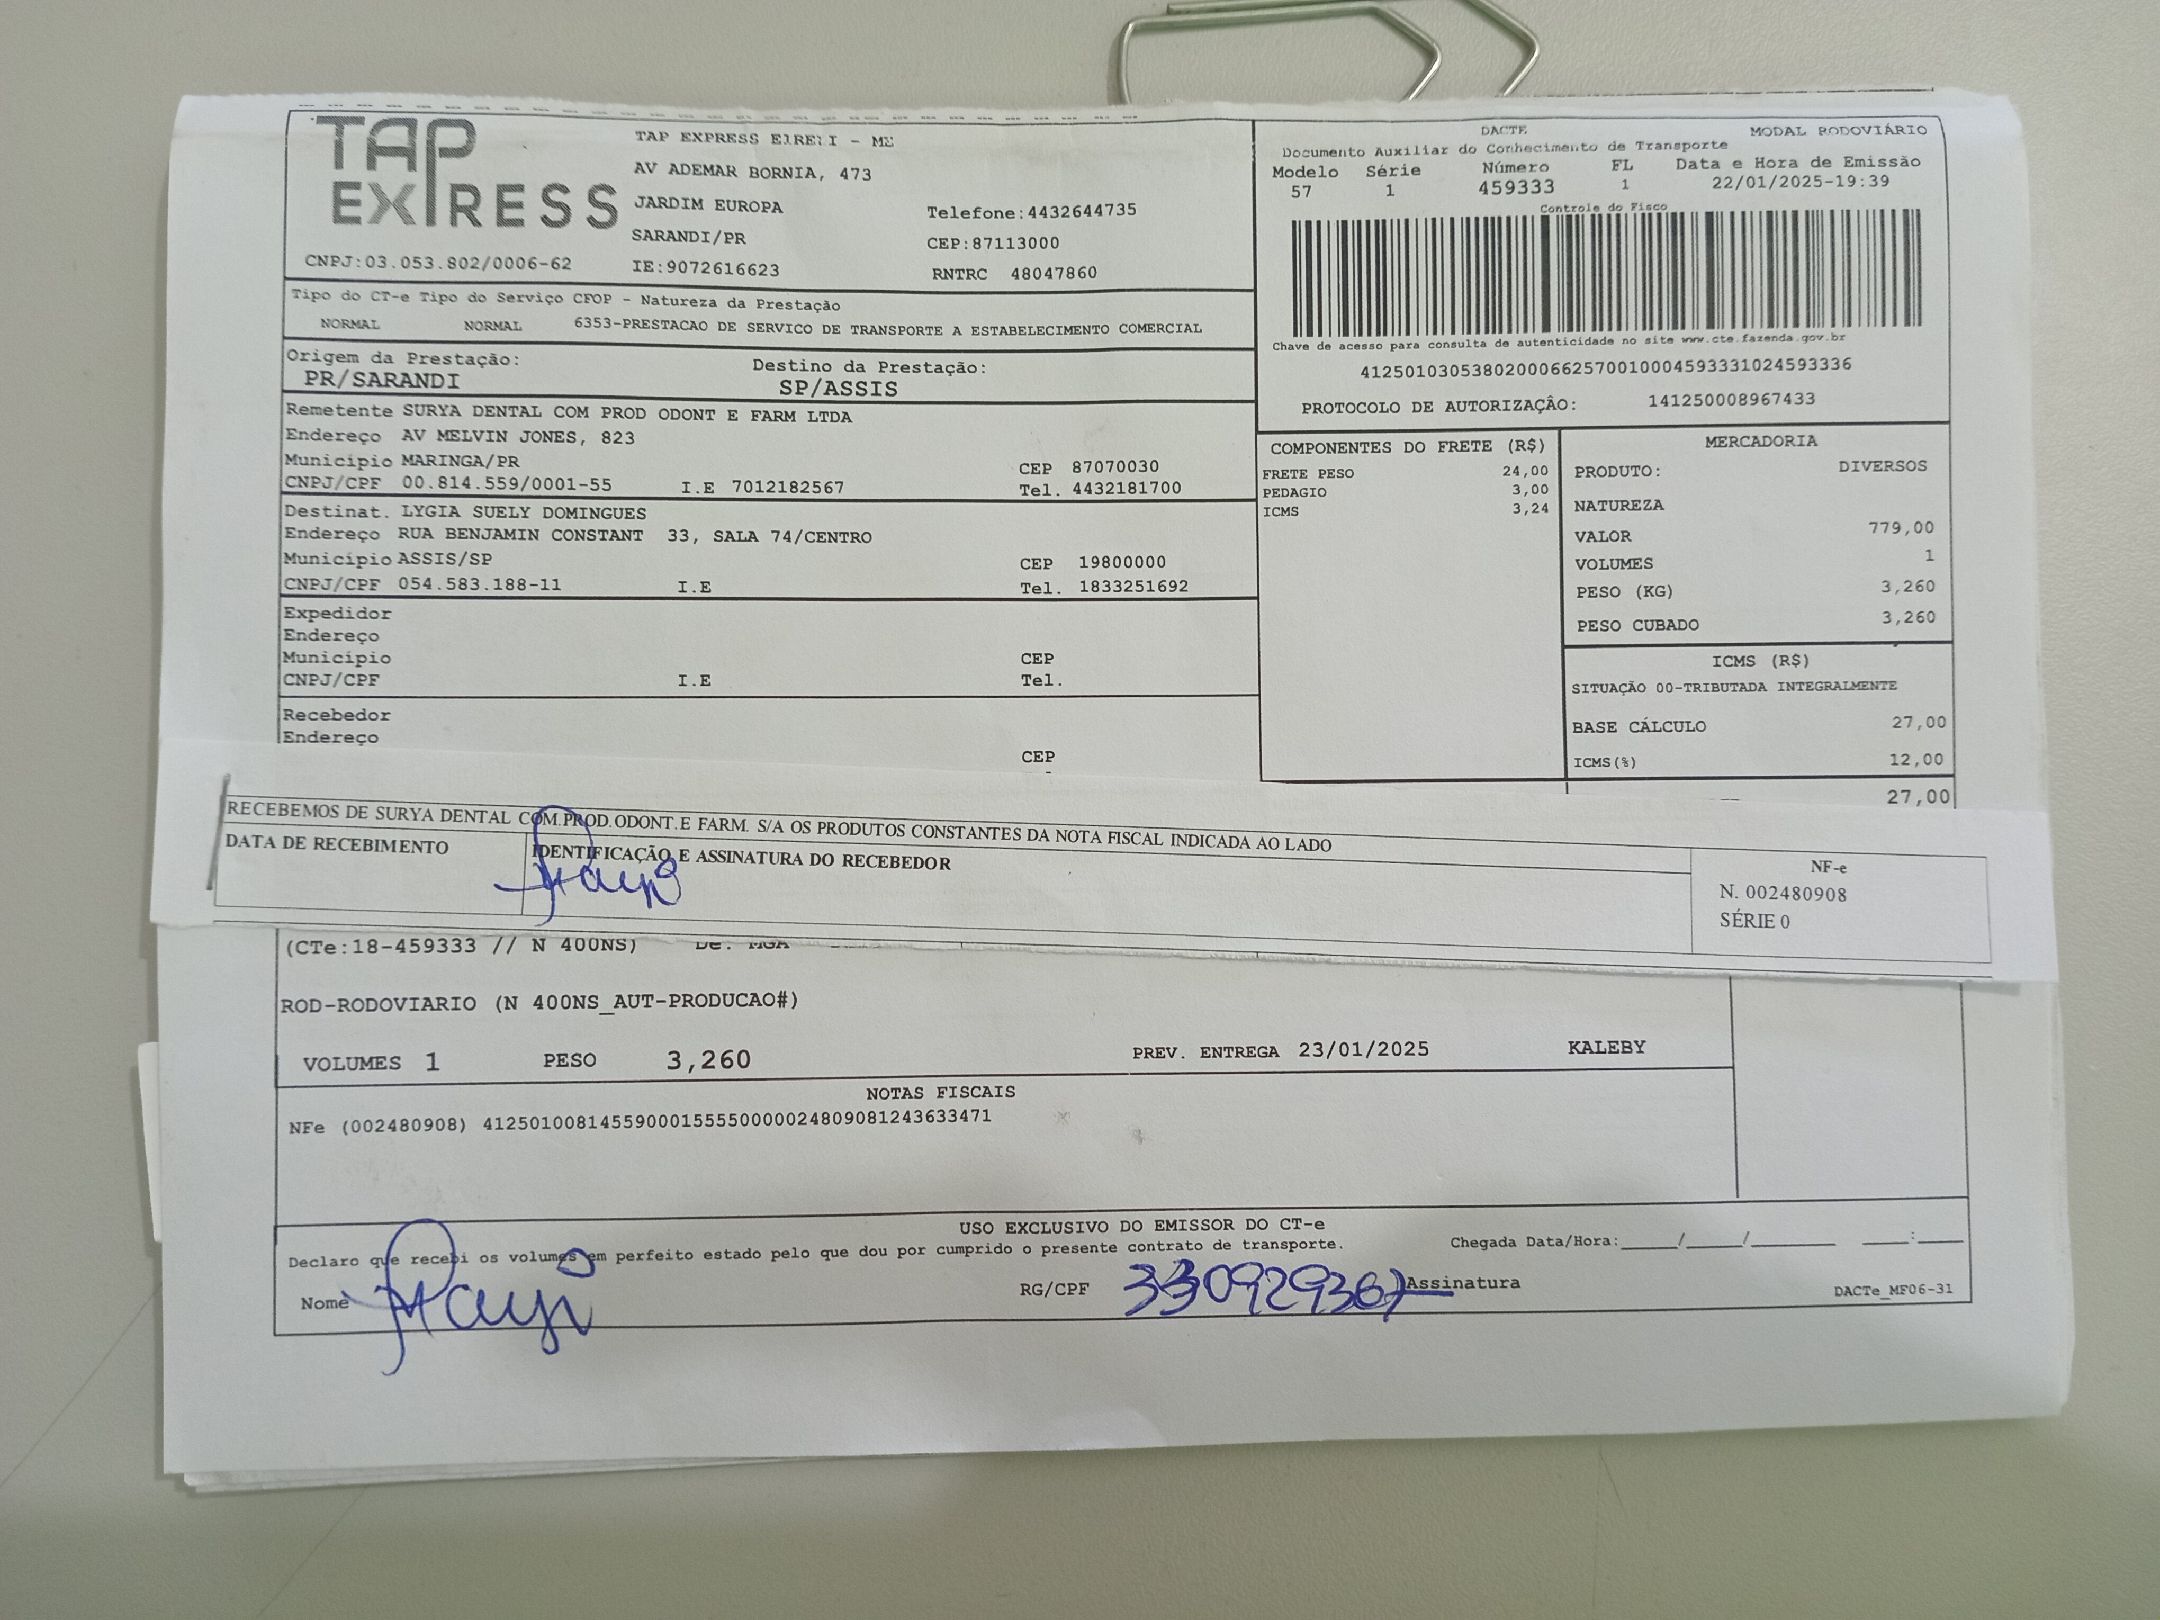 TAP EXPRESS
TAP EXPRESS EIRELI - ME
AV ADEMAR BORNIA, 473
JARDIM EUROPA Telefone:4432644735
SARANDI/PR CEP:87113000
CNPJ:03.053.802/0006-62 IE:9072616623 RNTRC 48047860
DACTE MODAL RODOVIÁRIO
Documento Auxiliar do Conhecimento de Transporte
Modelo Série Número FL Data e Hora de Emissão
57 1 459333 1 22/01/2025-19:39
Controle do Fisco
Chave de acesso para consulta de autenticidade no site www.cte.fazenda.gov.br
41250103053802000662570010004593331024593336
PROTOCOLO DE AUTORIZAÇÃO: 141250008967433
Tipo do CT-e Tipo do Serviço CFOP - Natureza da Prestação
NORMAL NORMAL 6353-PRESTACAO DE SERVICO DE TRANSPORTE A ESTABELECIMENTO COMERCIAL
Origem da Prestação: Destino da Prestação:
PR/SARANDI SP/ASSIS
Remetente SURYA DENTAL COM PROD ODONT E FARM LTDA
Endereço AV MELVIN JONES, 823
Município MARINGA/PR CEP 87070030
CNPJ/CPF 00.814.559/0001-55 I.E 7012182567 Tel. 4432181700
Destinat. LYGIA SUELY DOMINGUES
Endereço RUA BENJAMIN CONSTANT 33, SALA 74/CENTRO
Município ASSIS/SP CEP 19800000
CNPJ/CPF 054.583.188-11 I.E Tel. 1833251692
Expedidor
Endereço
Município CEP
CNPJ/CPF I.E Tel.
Recebedor
Endereço
CEP
COMPONENTES DO FRETE (R$)
FRETE PESO 24,00
PEDAGIO 3,00
ICMS 3,24
MERCADORIA
PRODUTO: DIVERSOS
NATUREZA
VALOR 779,00
VOLUMES 1
PESO (KG) 3,260
PESO CUBADO 3,260
ICMS (R$)
SITUAÇÃO 00-TRIBUTADA INTEGRALMENTE
BASE CÁLCULO 27,00
ICMS(%) 12,00
27,00
RECEBEMOS DE SURYA DENTAL COM.PROD.ODONT.E FARM. S/A OS PRODUTOS CONSTANTES DA NOTA FISCAL INDICADA AO LADO
DATA DE RECEBIMENTO IDENTIFICAÇÃO E ASSINATURA DO RECEBEDOR
NF-e
N. 002480908
SÉRIE 0
(CTe:18-459333 // N 400NS) De: MGA
ROD-RODOVIARIO (N 400NS_AUT-PRODUCAO#)
VOLUMES 1 PESO 3,260 PREV. ENTREGA 23/01/2025 KALEBY
NOTAS FISCAIS
NFe (002480908) 41250100814559000155550000024809081243633471
USO EXCLUSIVO DO EMISSOR DO CT-e
Declaro que recebi os volumes em perfeito estado pelo que dou por cumprido o presente contrato de transporte. Chegada Data/Hora:_____/_____/________ ____:____
Nome RG/CPF 330929367 Assinatura DACTe_MF06-31